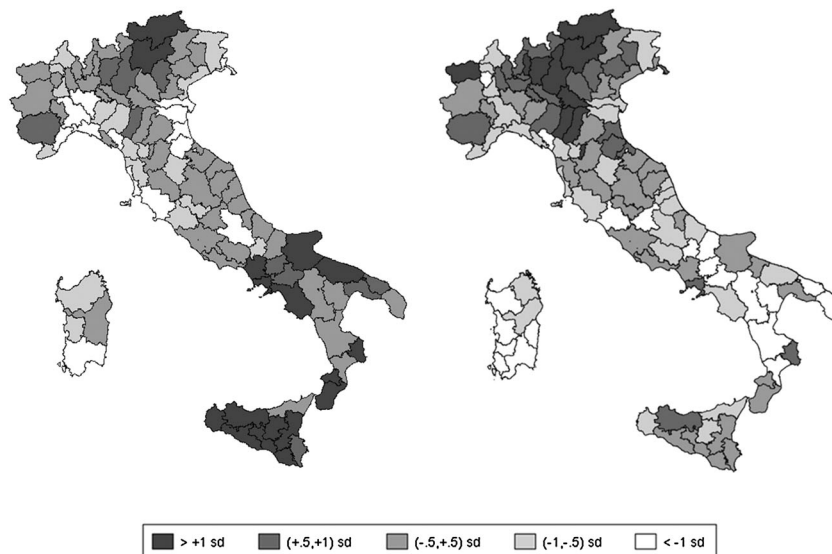 > +1 sd (+.5,+1) sd (-.5,+.5) sd (-1,-.5) sd < -1 sd